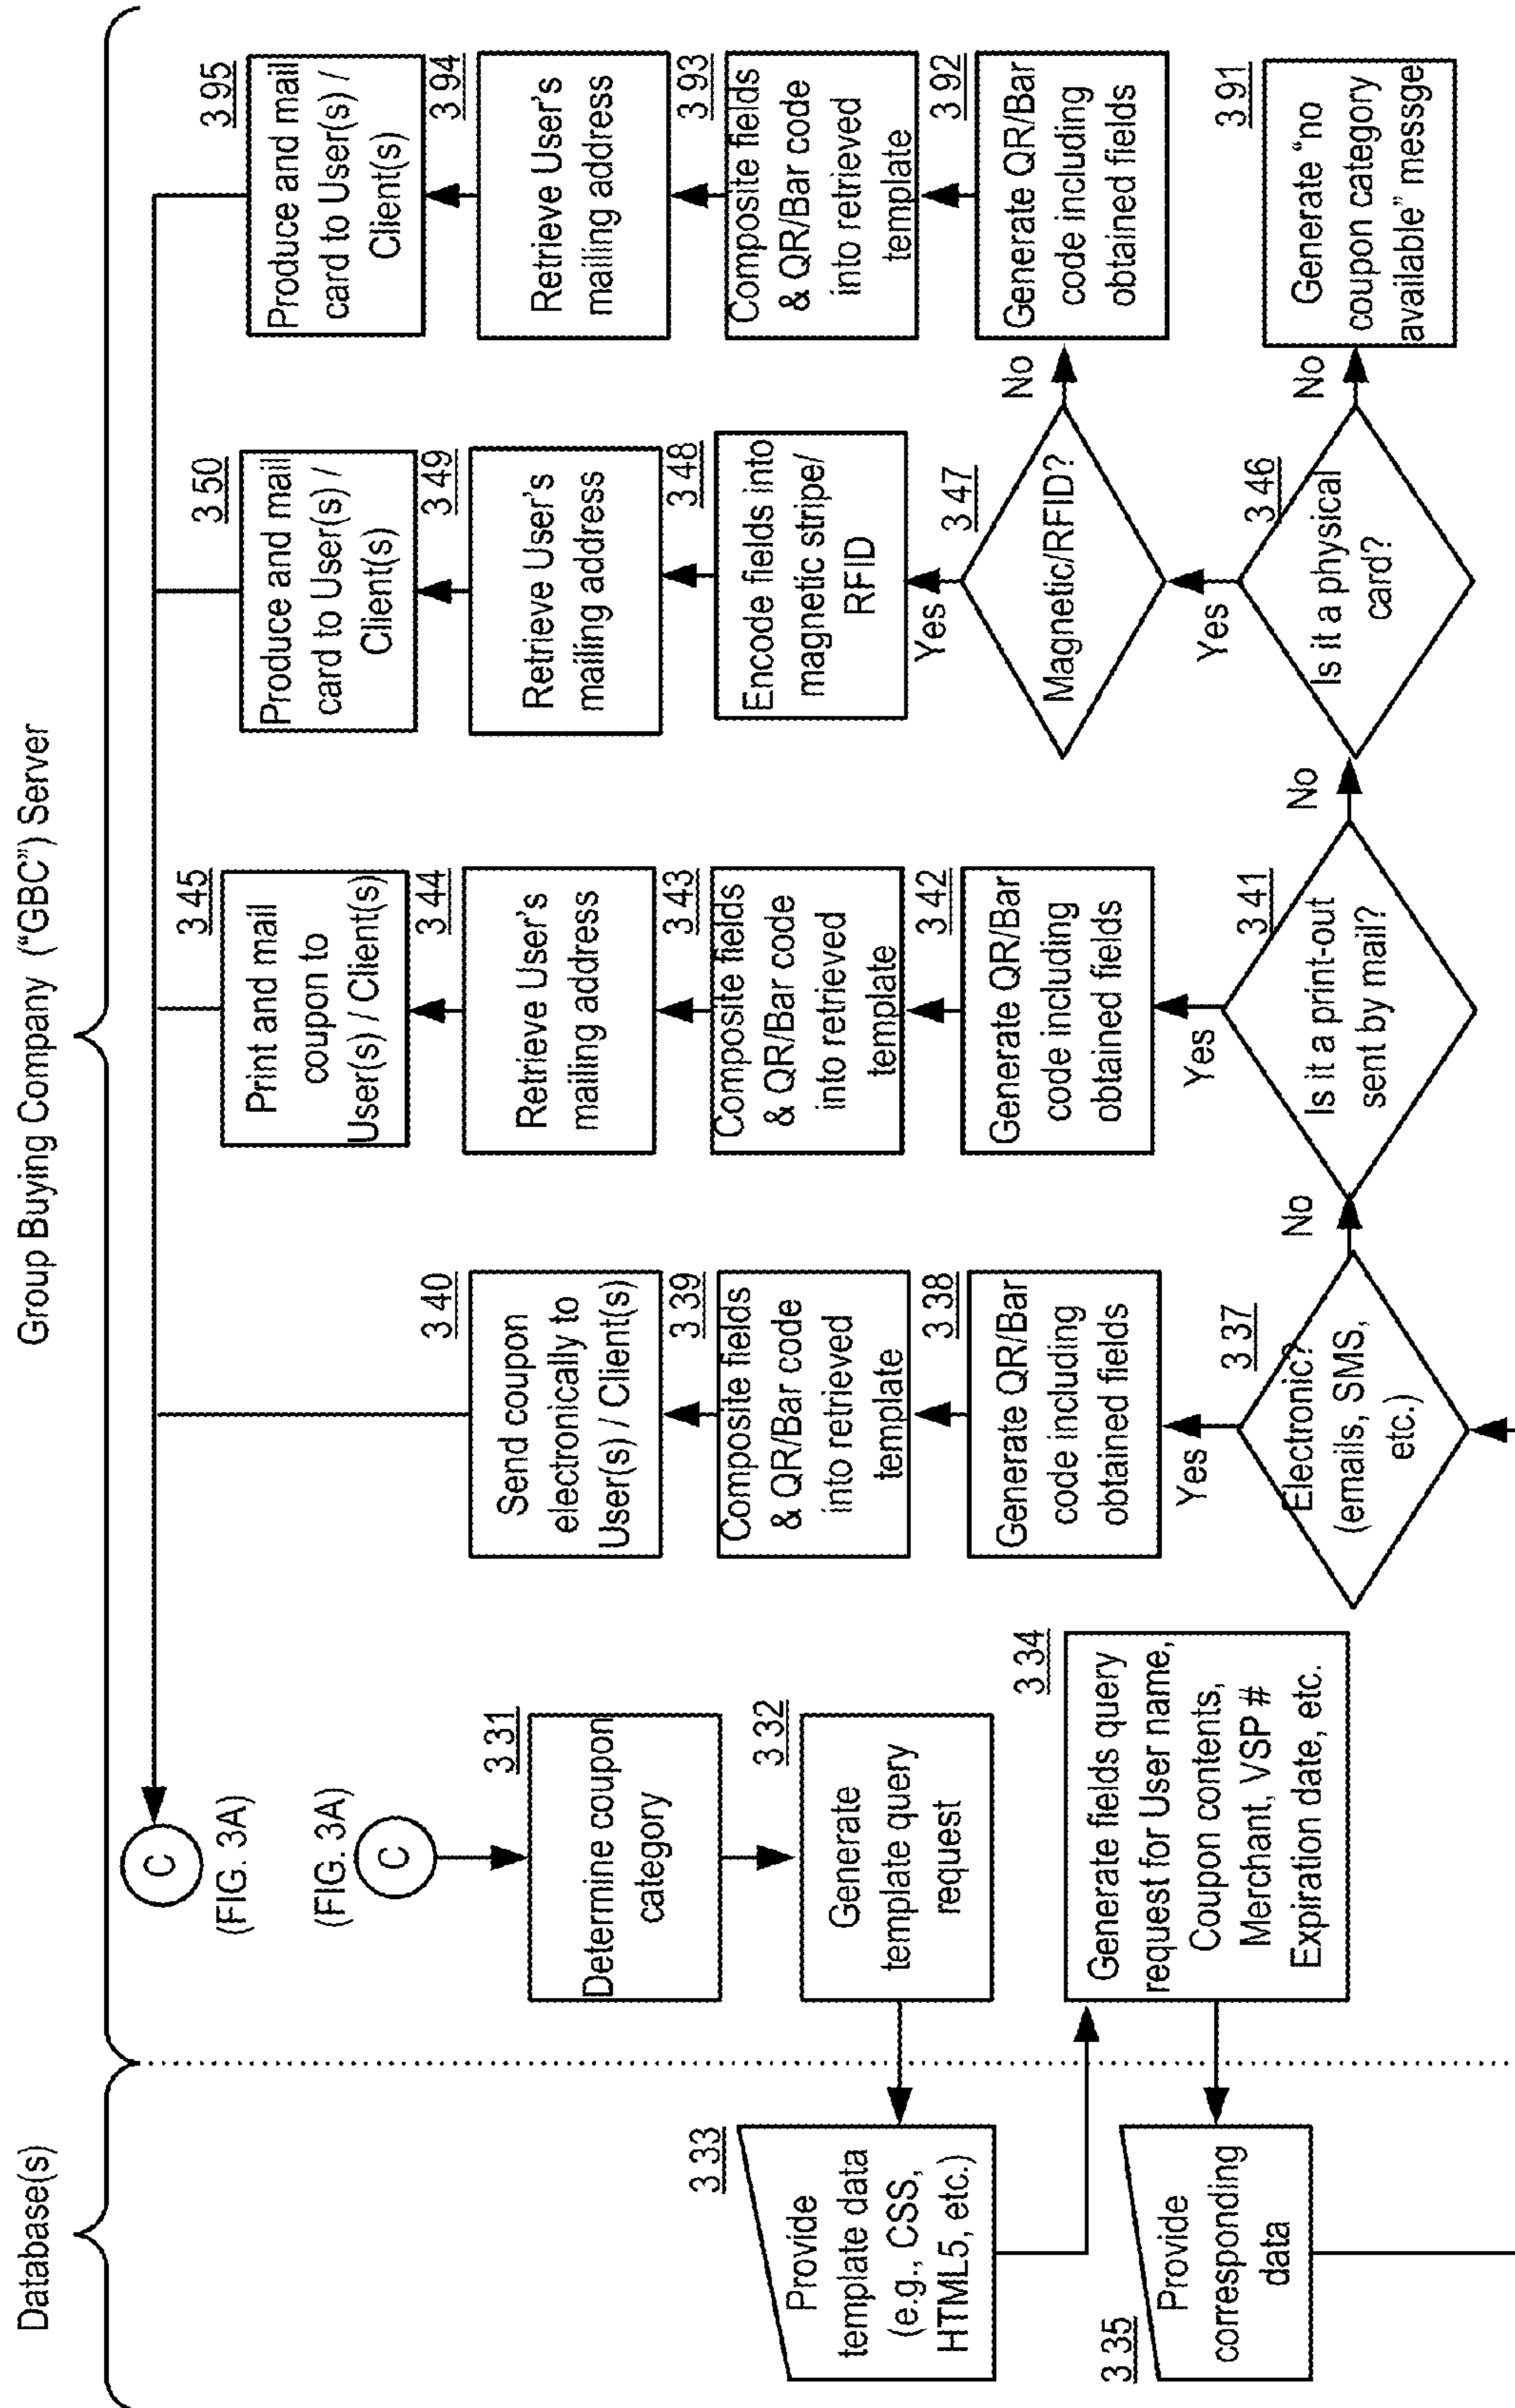 Database(s)
Group Buying Company ("GBC") Server
C
(FIG. 3A)
(FIG. 3A)
C
3 31
Determine coupon
category
3 32
Generate
template query
request
3 33
Provide
template data
(e.g., CSS,
HTML5, etc.)
3 34
Generate fields query
request for User name,
Coupon contents,
Merchant, VSP #
Expiration date, etc.
3 35
Provide
corresponding
data
3 37
Electronic?
(emails, SMS,
etc.)
Yes
No
3 38
Generate QR/Bar
code including
obtained fields
3 39
Composite fields
& QR/Bar code
into retrieved
template
3 40
Send coupon
electronically to
User(s) / Client(s)
3 41
Is it a print-out
sent by mail?
Yes
No
3 42
Generate QR/Bar
code including
obtained fields
3 43
Composite fields
& QR/Bar code
into retrieved
template
3 44
Retrieve User's
mailing address
3 45
Print and mail
coupon to
User(s) / Client(s)
3 46
Is it a physical
card?
Yes
No
3 47
Magnetic/RFID?
Yes
No
3 48
Encode fields into
magnetic stripe/
RFID
3 49
Retrieve User's
mailing address
3 50
Produce and mail
card to User(s) /
Client(s)
3 91
Generate "no
coupon category
available" messge
3 92
Generate QR/Bar
code including
obtained fields
3 93
Composite fields
& QR/Bar code
into retrieved
template
3 94
Retrieve User's
mailing address
3 95
Produce and mail
card to User(s) /
Client(s)